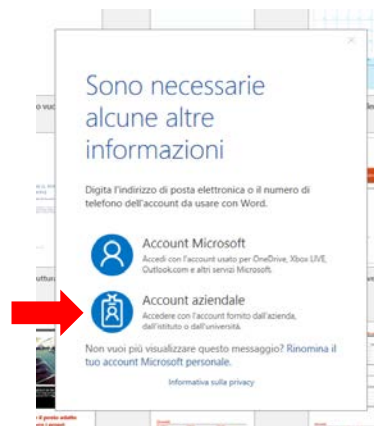 Sono necessarie
alcune altre
informazioni
Digita l'indirizzo di posta elettronica o il numero di
telefono dell'account da usare con Word.
Account Microsoft
Accedi con l'account usato per OneDrive, Xbox LIVE,
Outlook.com e altri servizi Microsoft.
Account aziendale
Accedere con l'account fornito dall'azienda,
dall'istituto o dall'università.
Non vuoi più visualizzare questo messaggio? Rinomina il
tuo account Microsoft personale.
Informativa sulla privacy